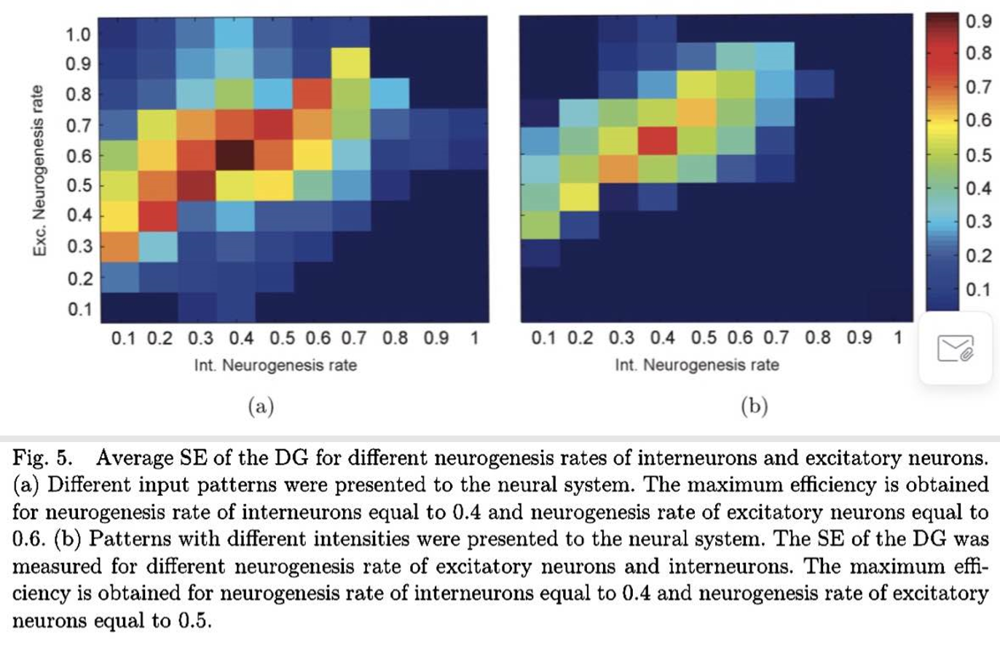 1.0
0.9
0.8
0.7
0.6
0.5
0.4
0.3
0.2
0.1
Exc. Neurogenesis rate
0.1 0.2 0.3 0.4 0.5 0.6 0.7 0.8 0.9 1
Int. Neurogenesis rate
(a)
0.1 0.2 0.3 0.4 0.5 0.6 0.7 0.8 0.9 1
Int. Neurogenesis rate
(b)
0.9
0.8
0.7
0.6
0.5
0.4
0.3
0.2
0.1
Fig. 5. Average SE of the DG for different neurogenesis rates of interneurons and excitatory neurons.
(a) Different input patterns were presented to the neural system. The maximum efficiency is obtained
for neurogenesis rate of interneurons equal to 0.4 and neurogenesis rate of excitatory neurons equal to
0.6. (b) Patterns with different intensities were presented to the neural system. The SE of the DG was
measured for different neurogenesis rate of excitatory neurons and interneurons. The maximum effi-
ciency is obtained for neurogenesis rate of interneurons equal to 0.4 and neurogenesis rate of excitatory
neurons equal to 0.5.